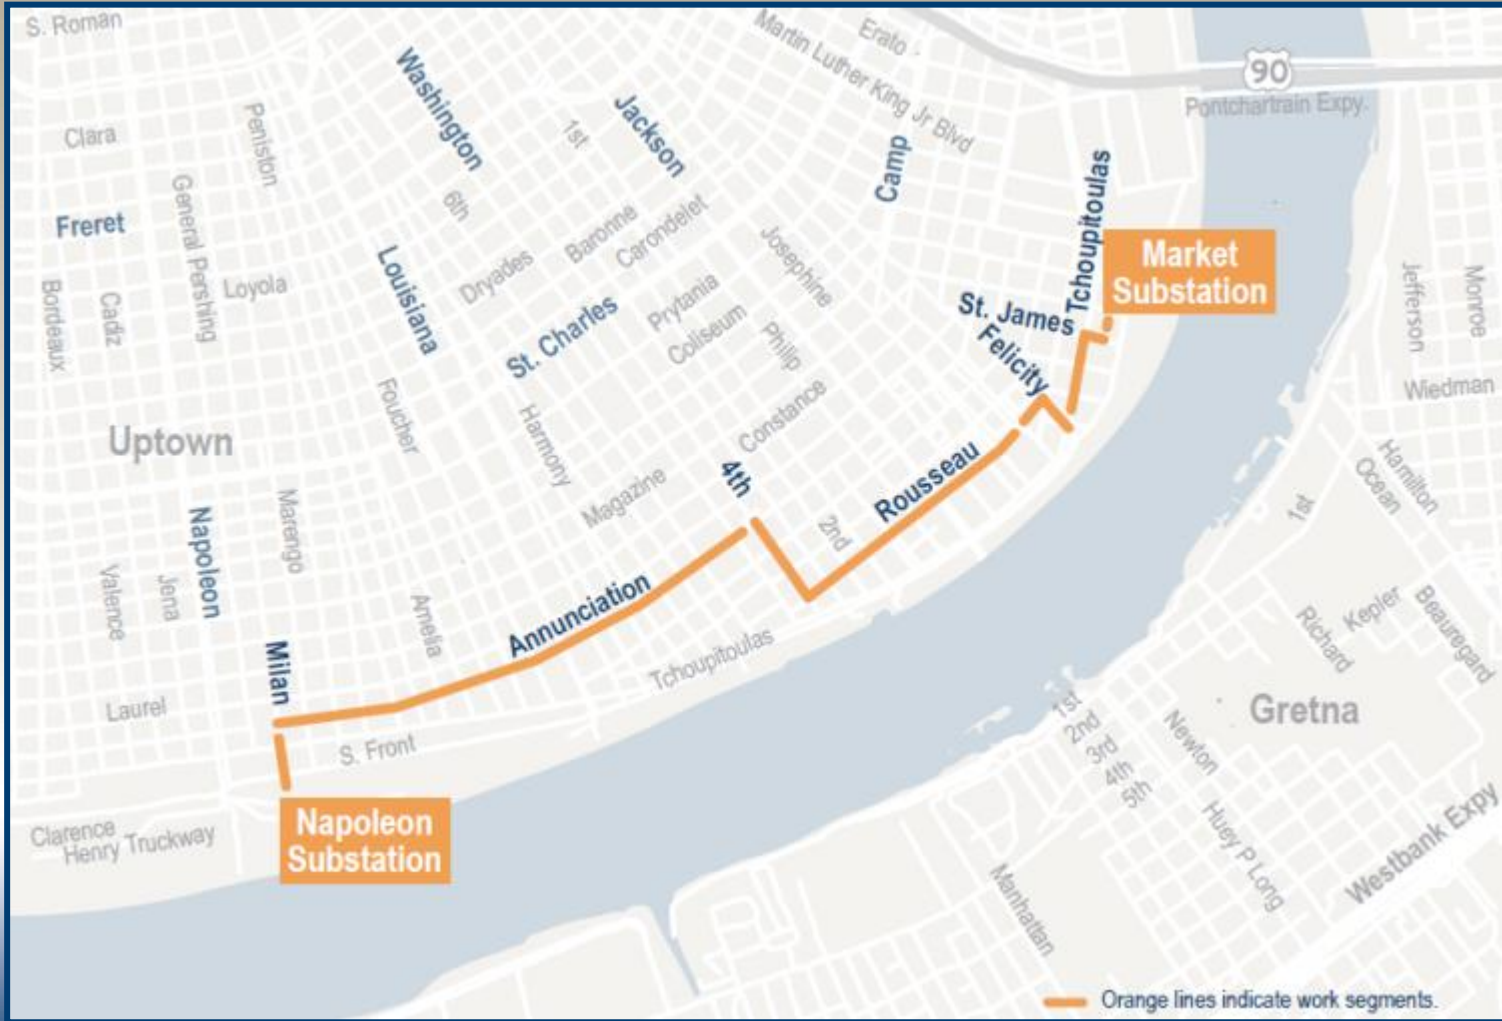 S. Roman
Erato
Martin Luther King Jr Blvd
90
Pontchartrain Expy.
Washington
Jackson
1st
Clara
Peniston
Camp
Tchoupitoulas
6th
General Pershing
Freret
Baronne
Carondelet
Josephine
Market
Substation
Louisiana
Dryades
Loyola
Bordeaux
Cadiz
Prytania
St. Charles
Coliseum
Philip
St. James
Felicity
Jefferson
Monroe
Wiedman
Foucher
Harmony
Constance
Uptown
Magazine
4th
Rousseau
2nd
Hamilton
Ocean
1st
Napoleon
Marengo
Valence
Jena
Amelia
Annunciation
Tchoupitoulas
Milan
Laurel
S. Front
Richard
Kepler
Beauregard
Gretna
1st
2nd
3rd
4th
5th
Newton
Huey P Long
Westbank Expy
Manhattan
Clarence
Henry Truckway
Napoleon
Substation
Orange lines indicate work segments.